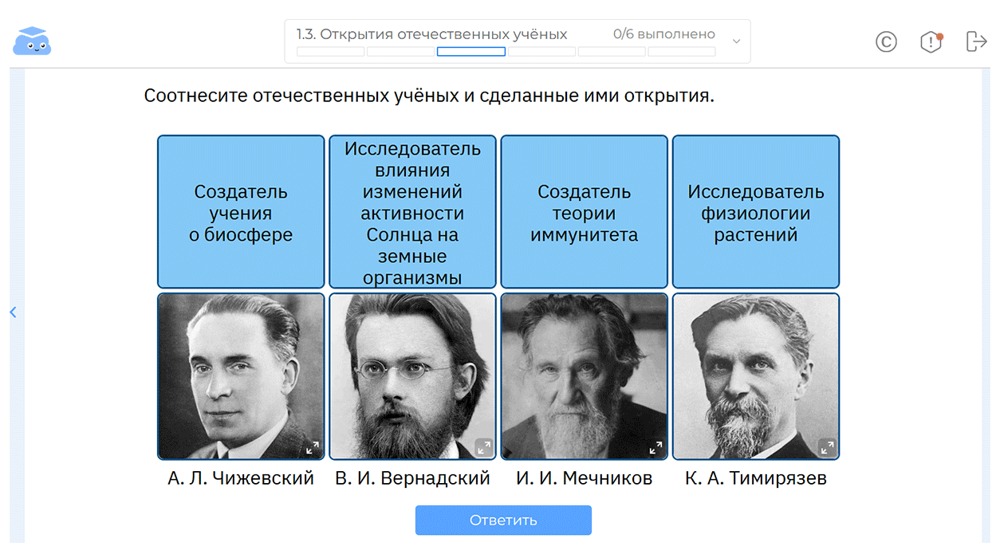 1.3. Открытия отечественных учёных
0/6 выполнено
Соотнесите отечественных учёных и сделанные ими открытия.
Создатель
учения
о биосфере
Исследователь
влияния
изменений
активности
Солнца на
земные
организмы
Создатель
теории
иммунитета
Исследователь
физиологии
растений
А. Л. Чижевский
В. И. Вернадский
И. И. Мечников
К. А. Тимирязев
Ответить